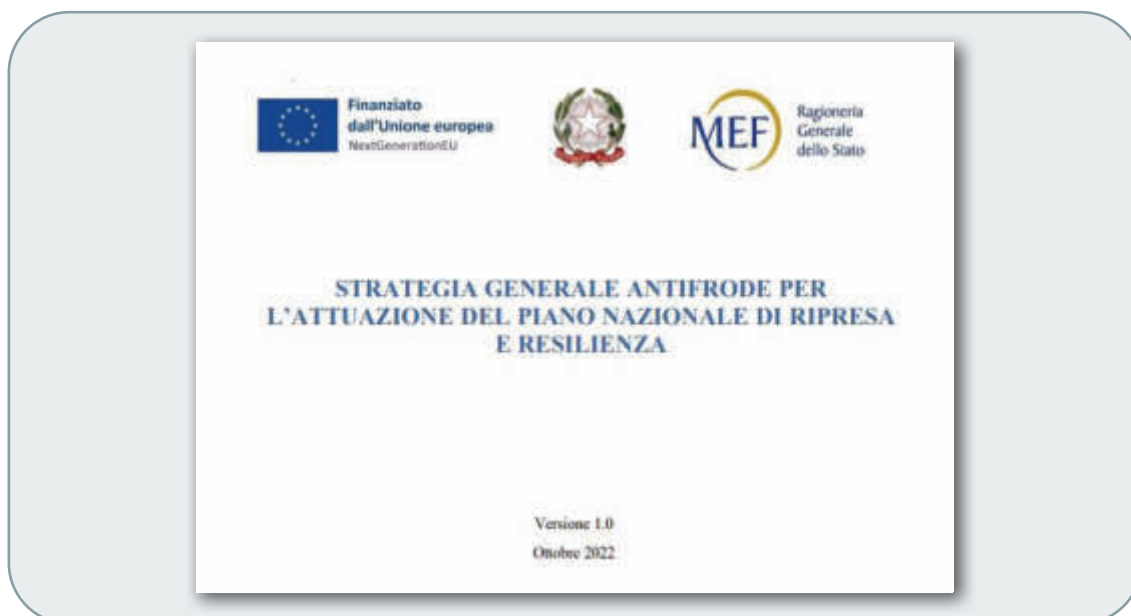 Finanziato
dall'Unione europea
NextGenerationEU
MEF
Ragioneria
Generale
dello Stato
STRATEGIA GENERALE ANTIFRODE PER
L'ATTUAZIONE DEL PIANO NAZIONALE DI RIPRESA
E RESILIENZA
Versione 1.0
Ottobre 2022